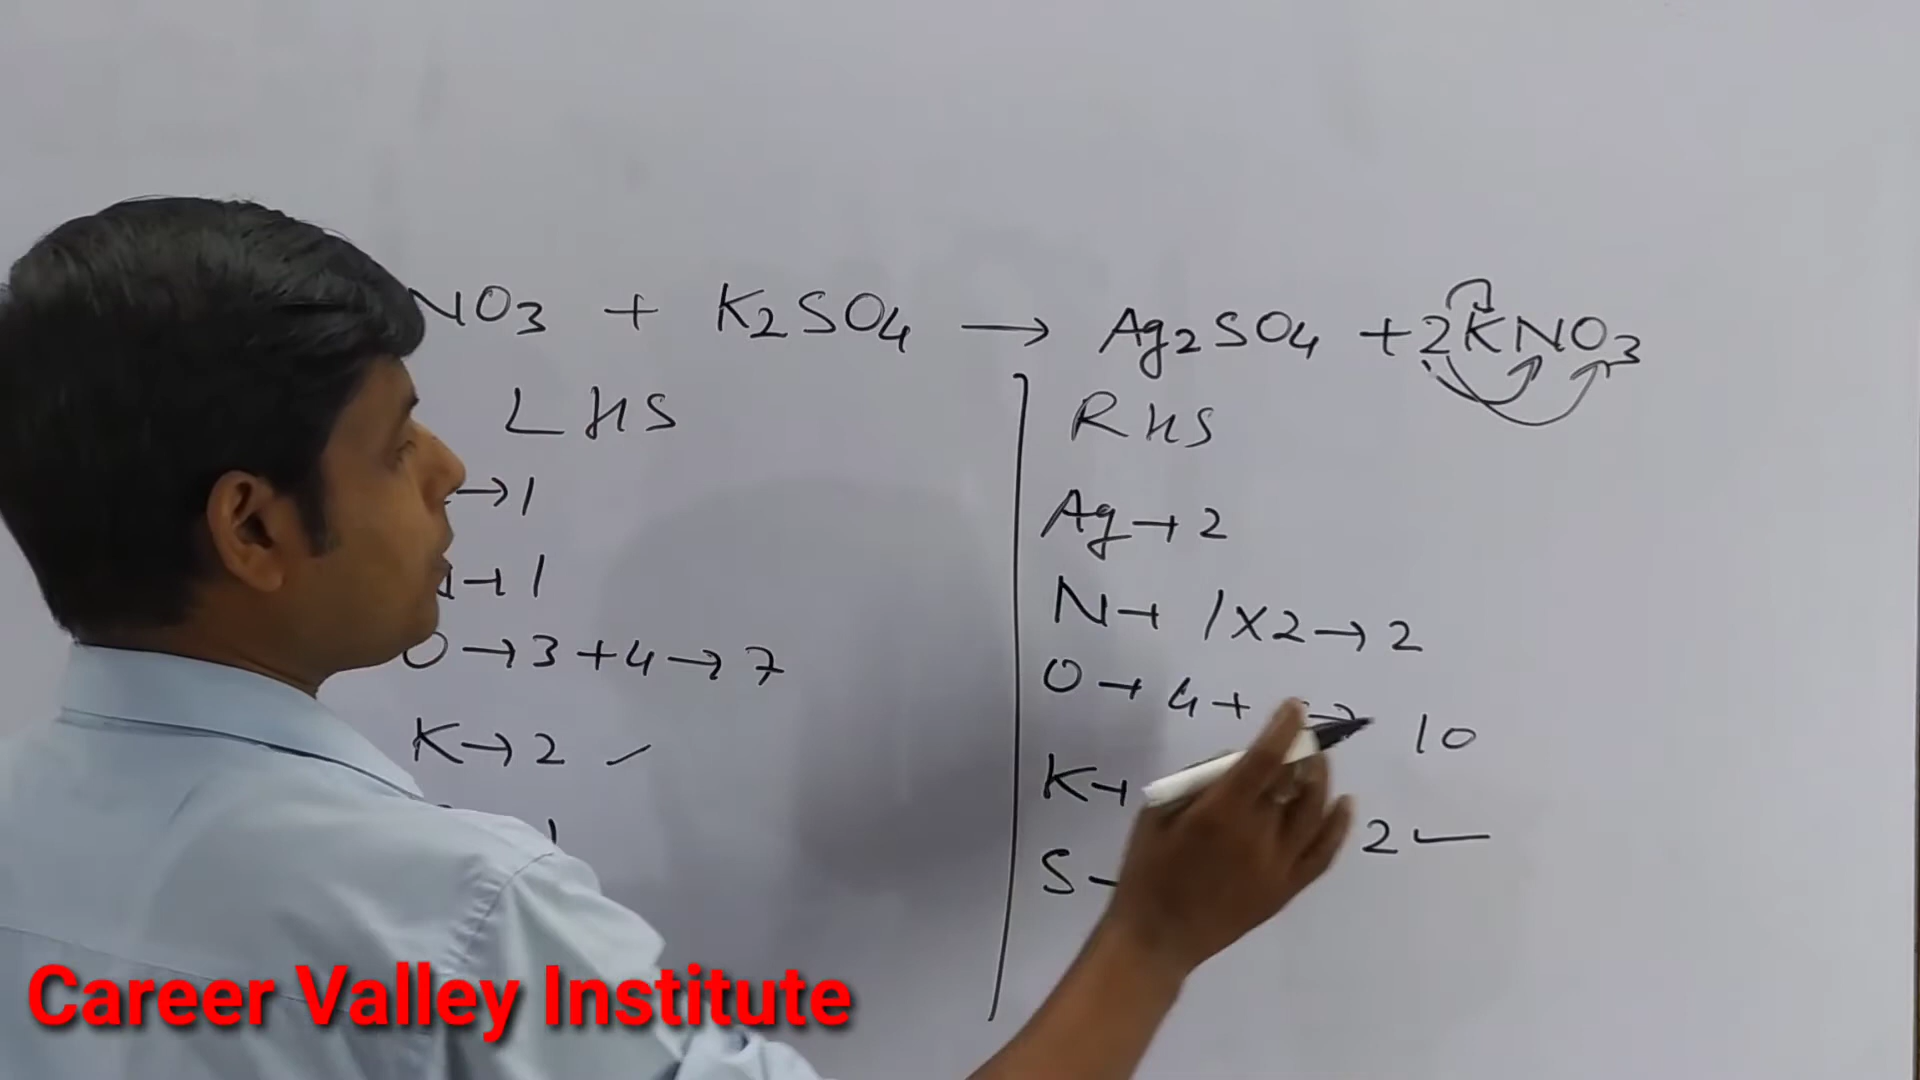 NO3 + K2SO4 → Ag2SO4 + 2KNO3
LHS
RHS
→ 1
Ag → 2
→ 1
N → 1 X 2 → 2
O → 3 + 4 → 7
O → 4 + → 10
K → 2 ✓
K → 2
1
S →
Career Valley Institute